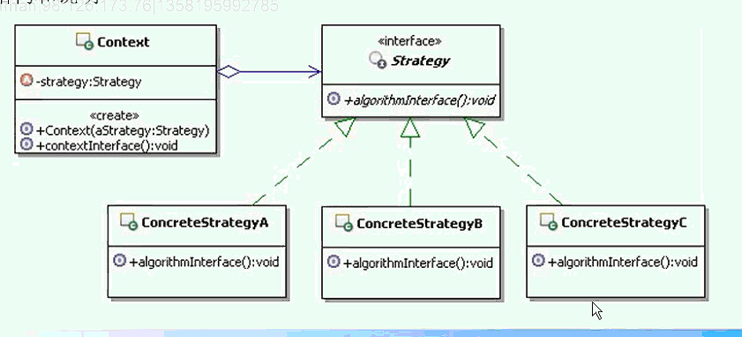 Context
-strategy:Strategy
«create»
+Context(aStrategy:Strategy)
+contextInterface():void
«interface»
Strategy
+algorithmInterface():void
ConcreteStrategyA
+algorithmInterface():void
ConcreteStrategyB
+algorithmInterface():void
ConcreteStrategyC
+algorithmInterface():void